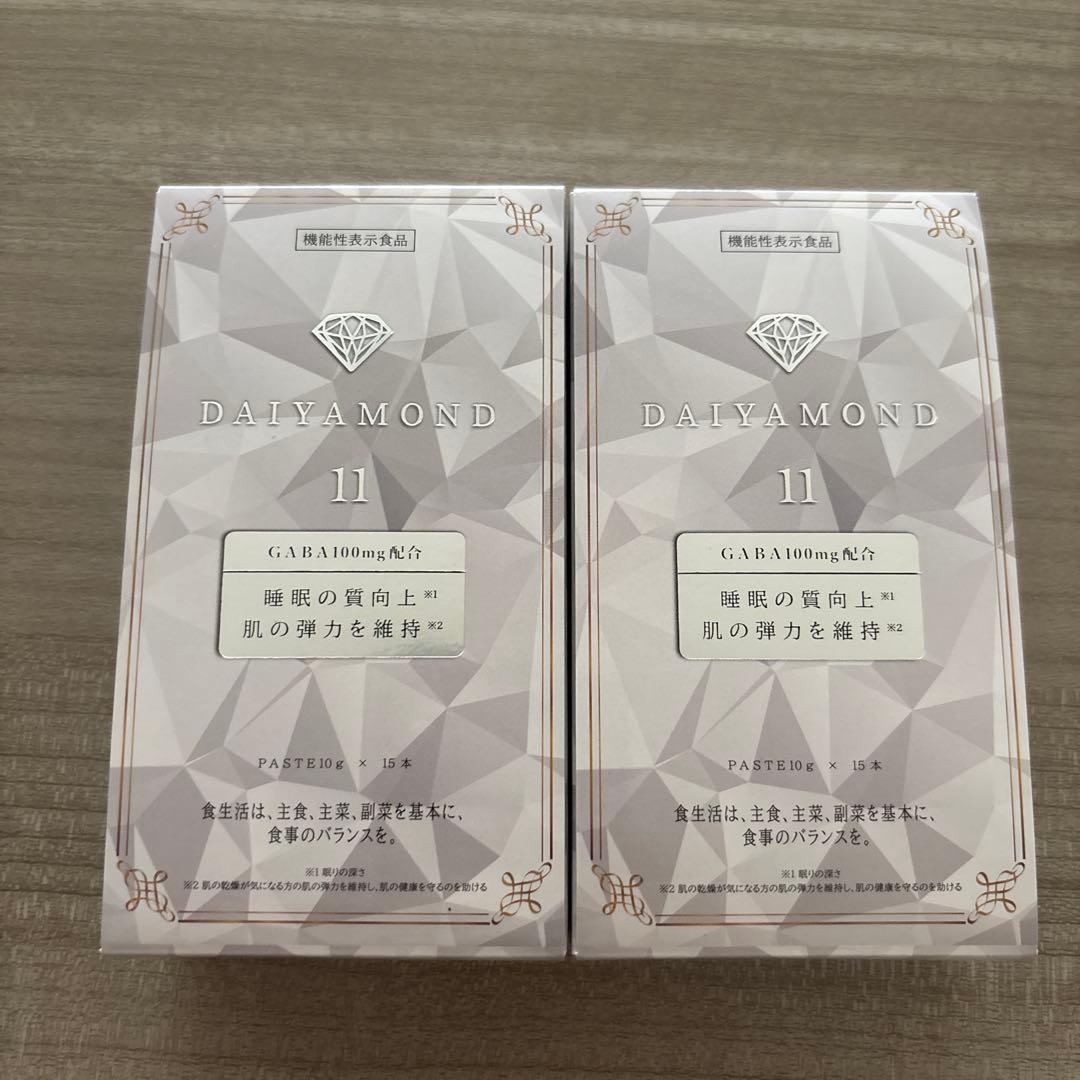 機能性表示食品
DAIYAMOND
11
GABA100mg配合
睡眠の質向上※1
肌の弾力を維持※2
PASTE10g × 15本
食生活は、主食、主菜、副菜を基本に、
食事のバランスを。
※1 眠りの深さ
※2 肌の乾燥が気になる方の肌の弾力を維持し、肌の健康を守るのを助ける
機能性表示食品
DAIYAMOND
11
GABA100mg配合
睡眠の質向上※1
肌の弾力を維持※2
PASTE10g × 15本
食生活は、主食、主菜、副菜を基本に、
食事のバランスを。
※1 眠りの深さ
※2 肌の乾燥が気になる方の肌の弾力を維持し、肌の健康を守るのを助ける